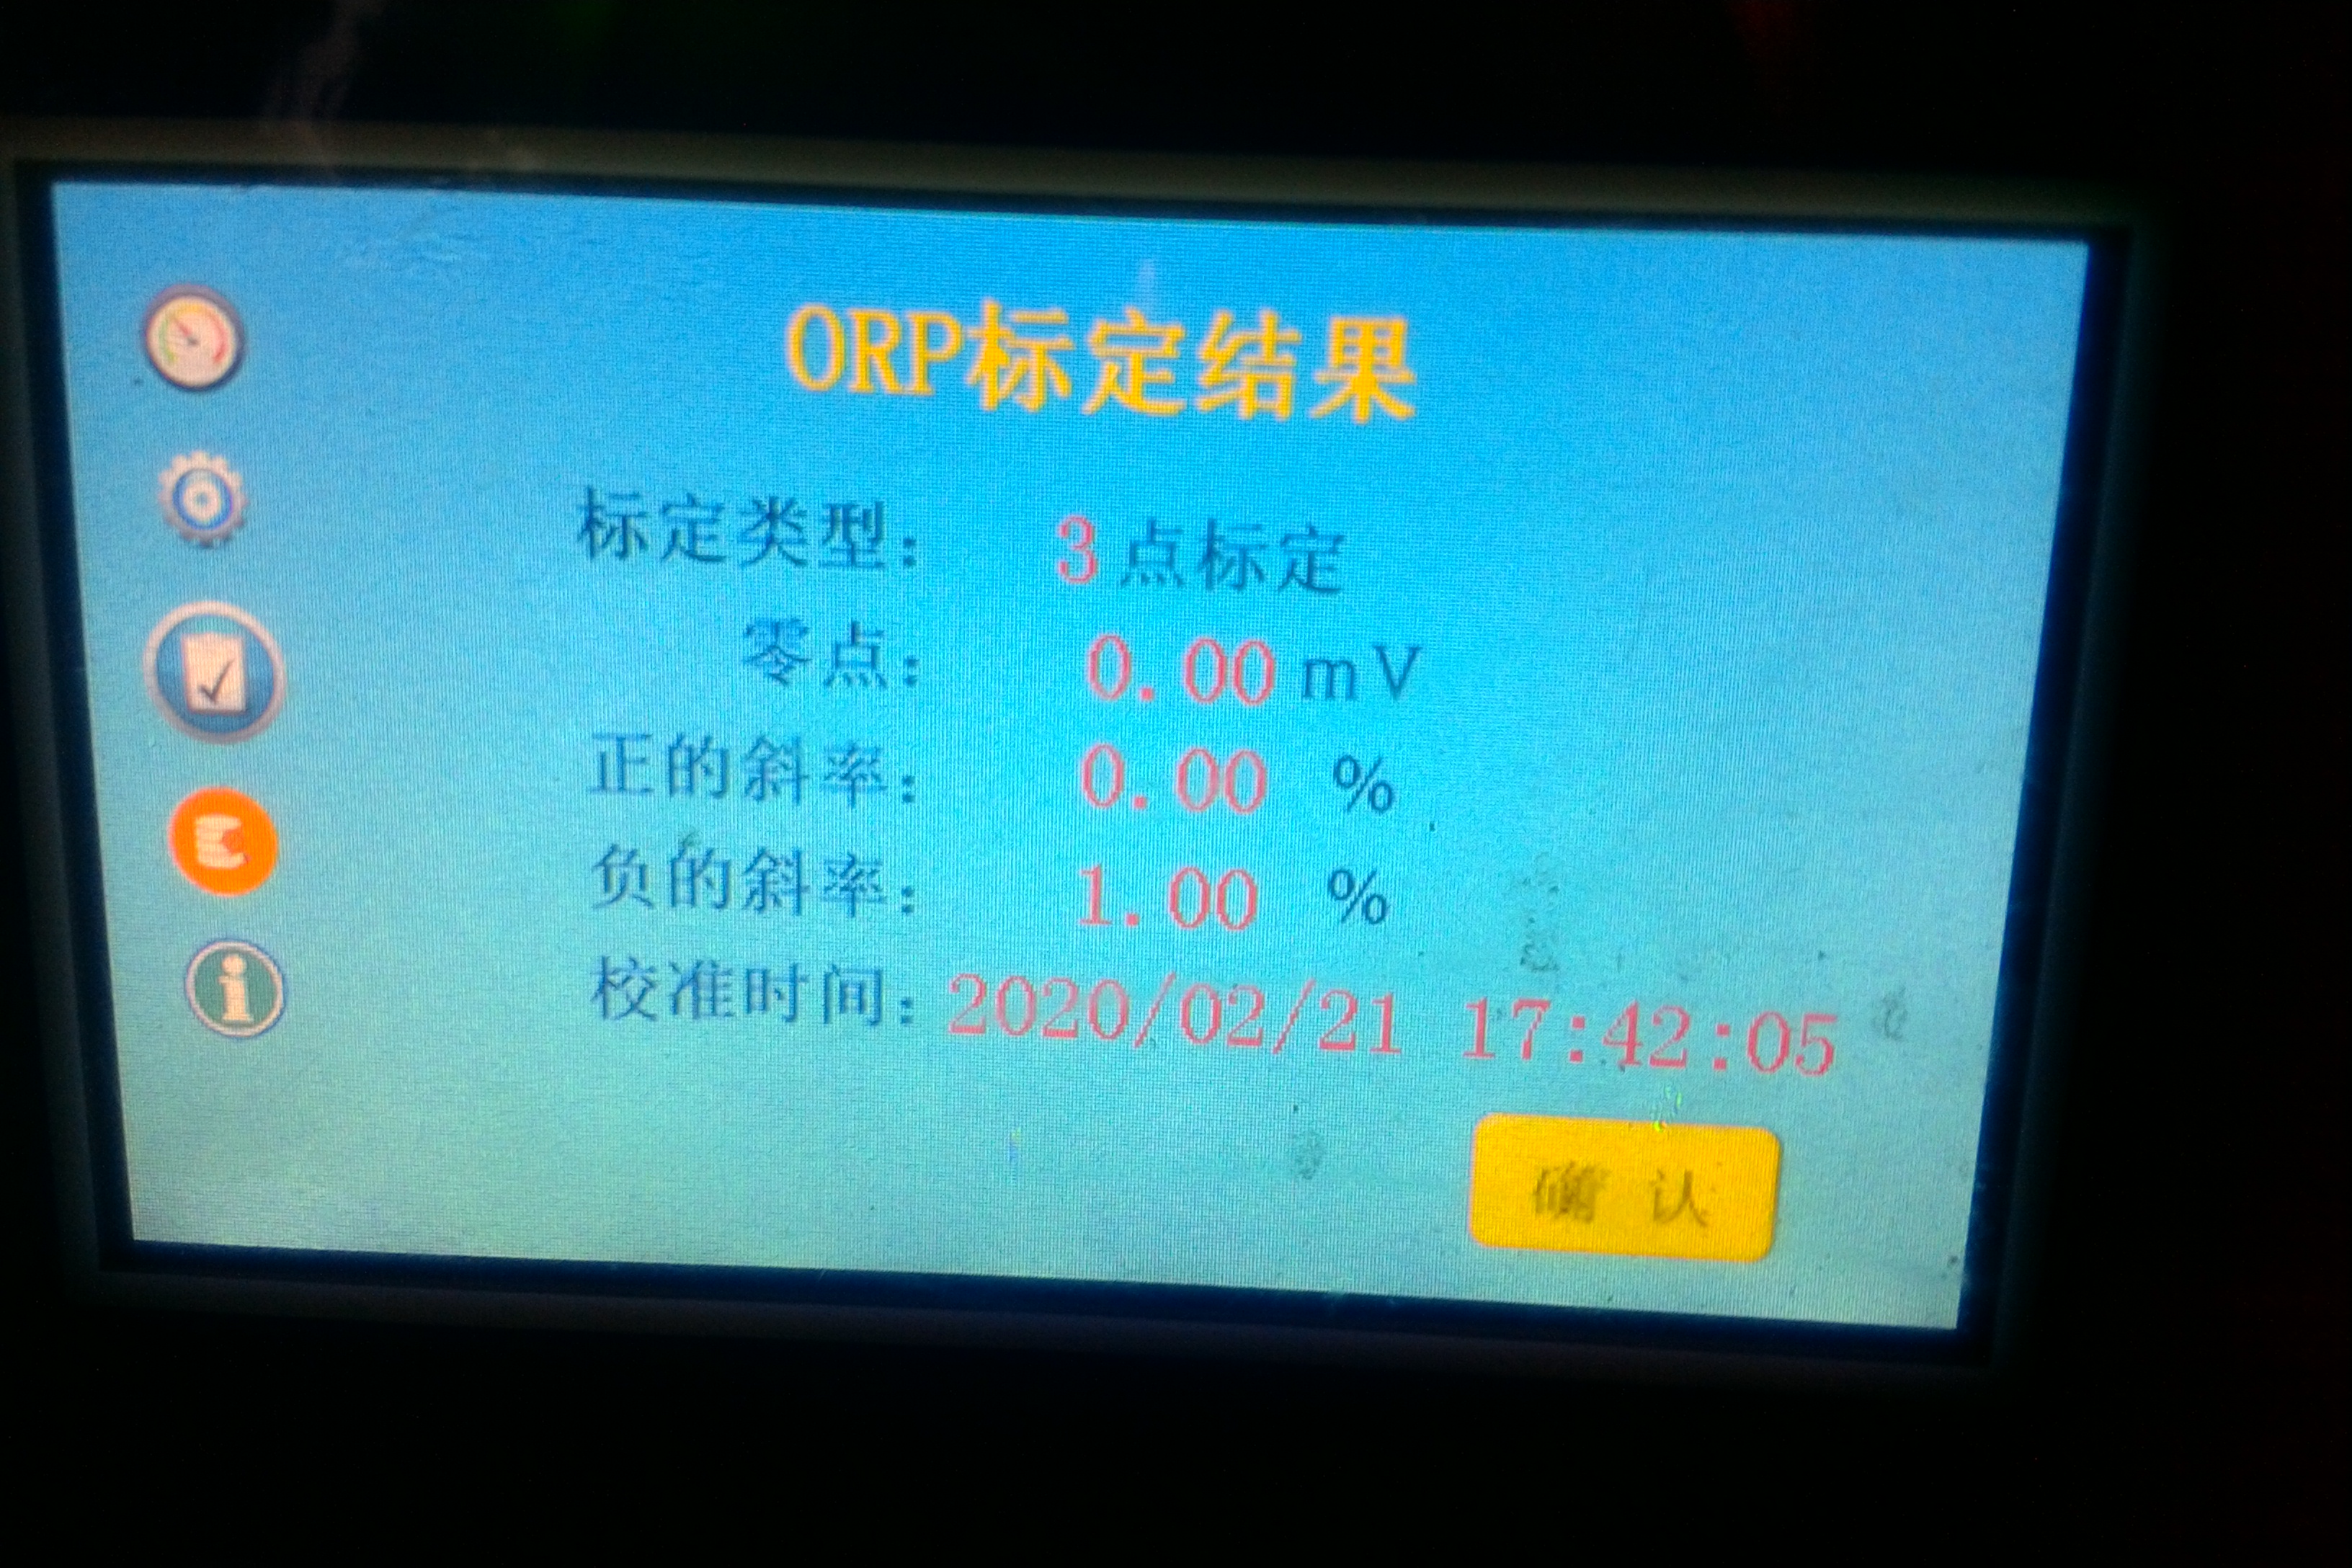 ORP标定结果
标定类型: 3点标定
零点: 0.00 mV
正的斜率: 0.00 %
负的斜率: 1.00 %
校准时间: 2020/02/21 17:42:05
确 认